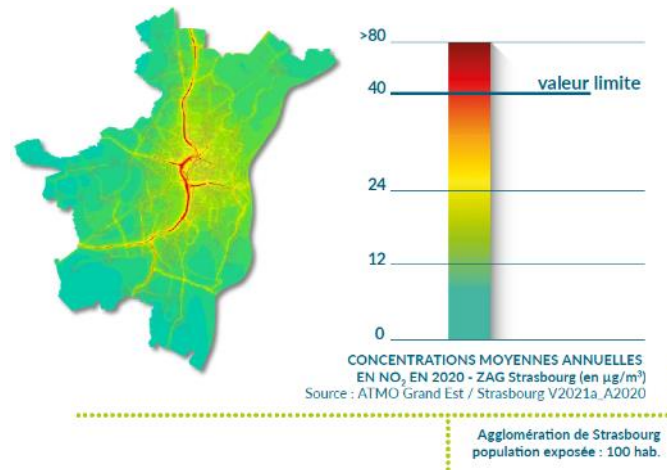 >80
valeur limite
40
24
12
0
CONCENTRATIONS MOYENNES ANNUELLES
EN NO₂ EN 2020 - ZAG Strasbourg (en µg/m³)
Source : ATMO Grand Est / Strasbourg V2021a_A2020
Agglomération de Strasbourg
population exposée : 100 hab.